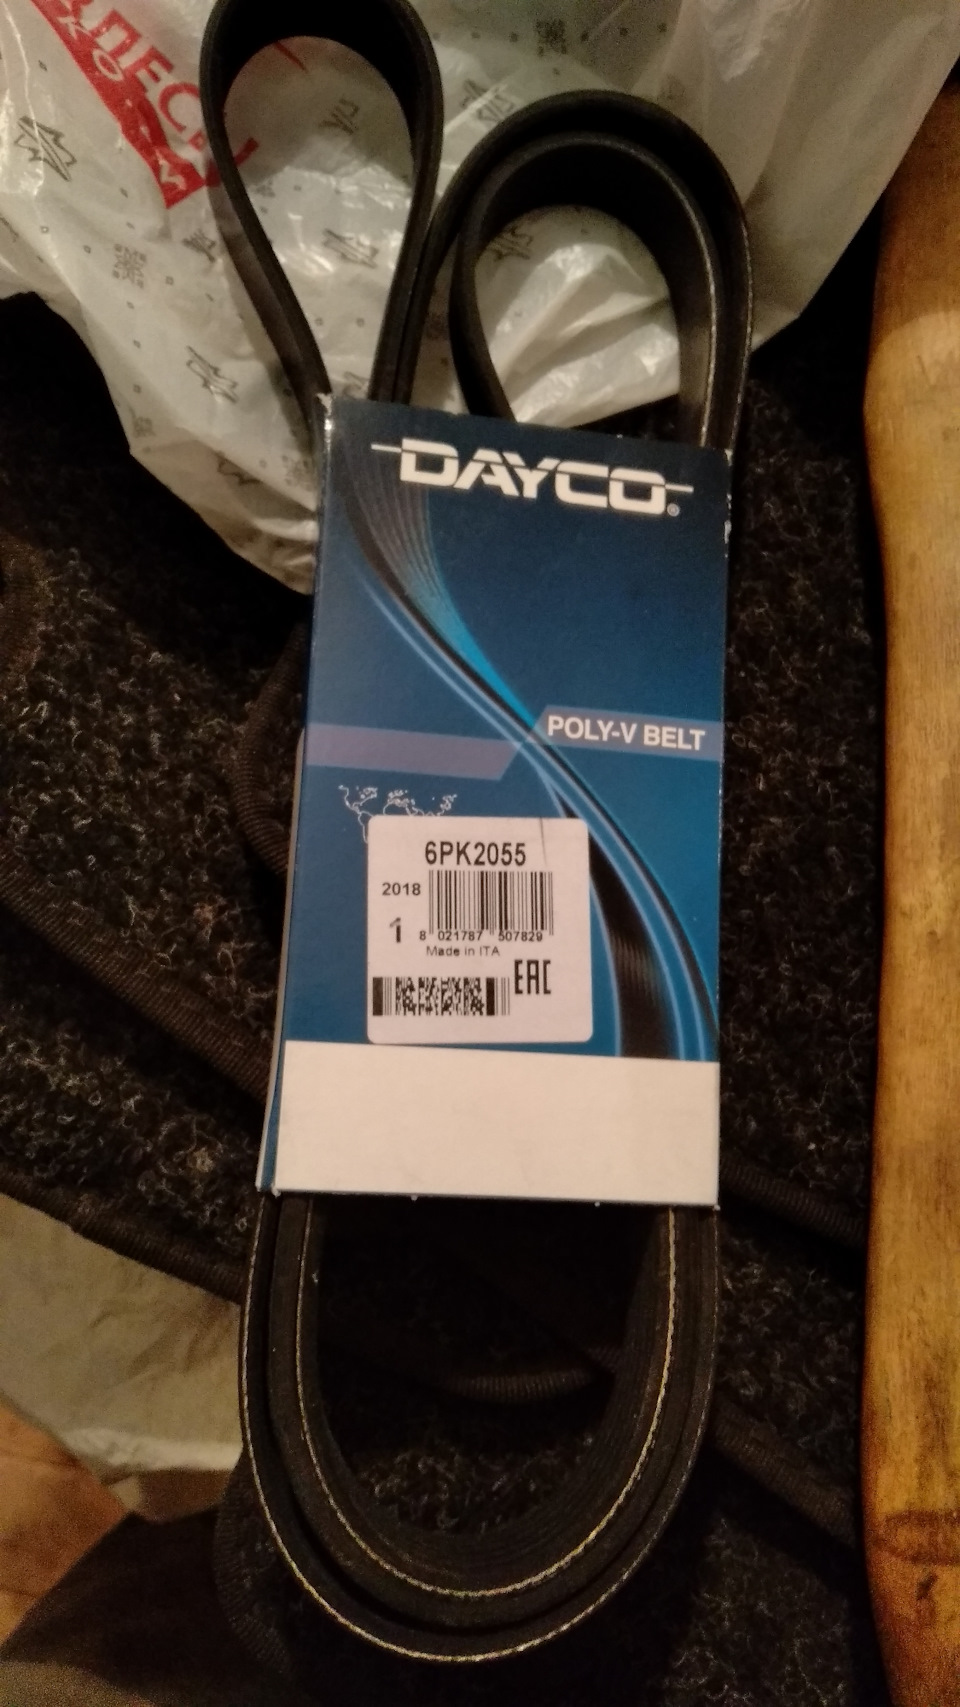 DAYCO®
POLY-V BELT
6PK2055
2018
1
8 021787 507829
Made in ITA
EAC